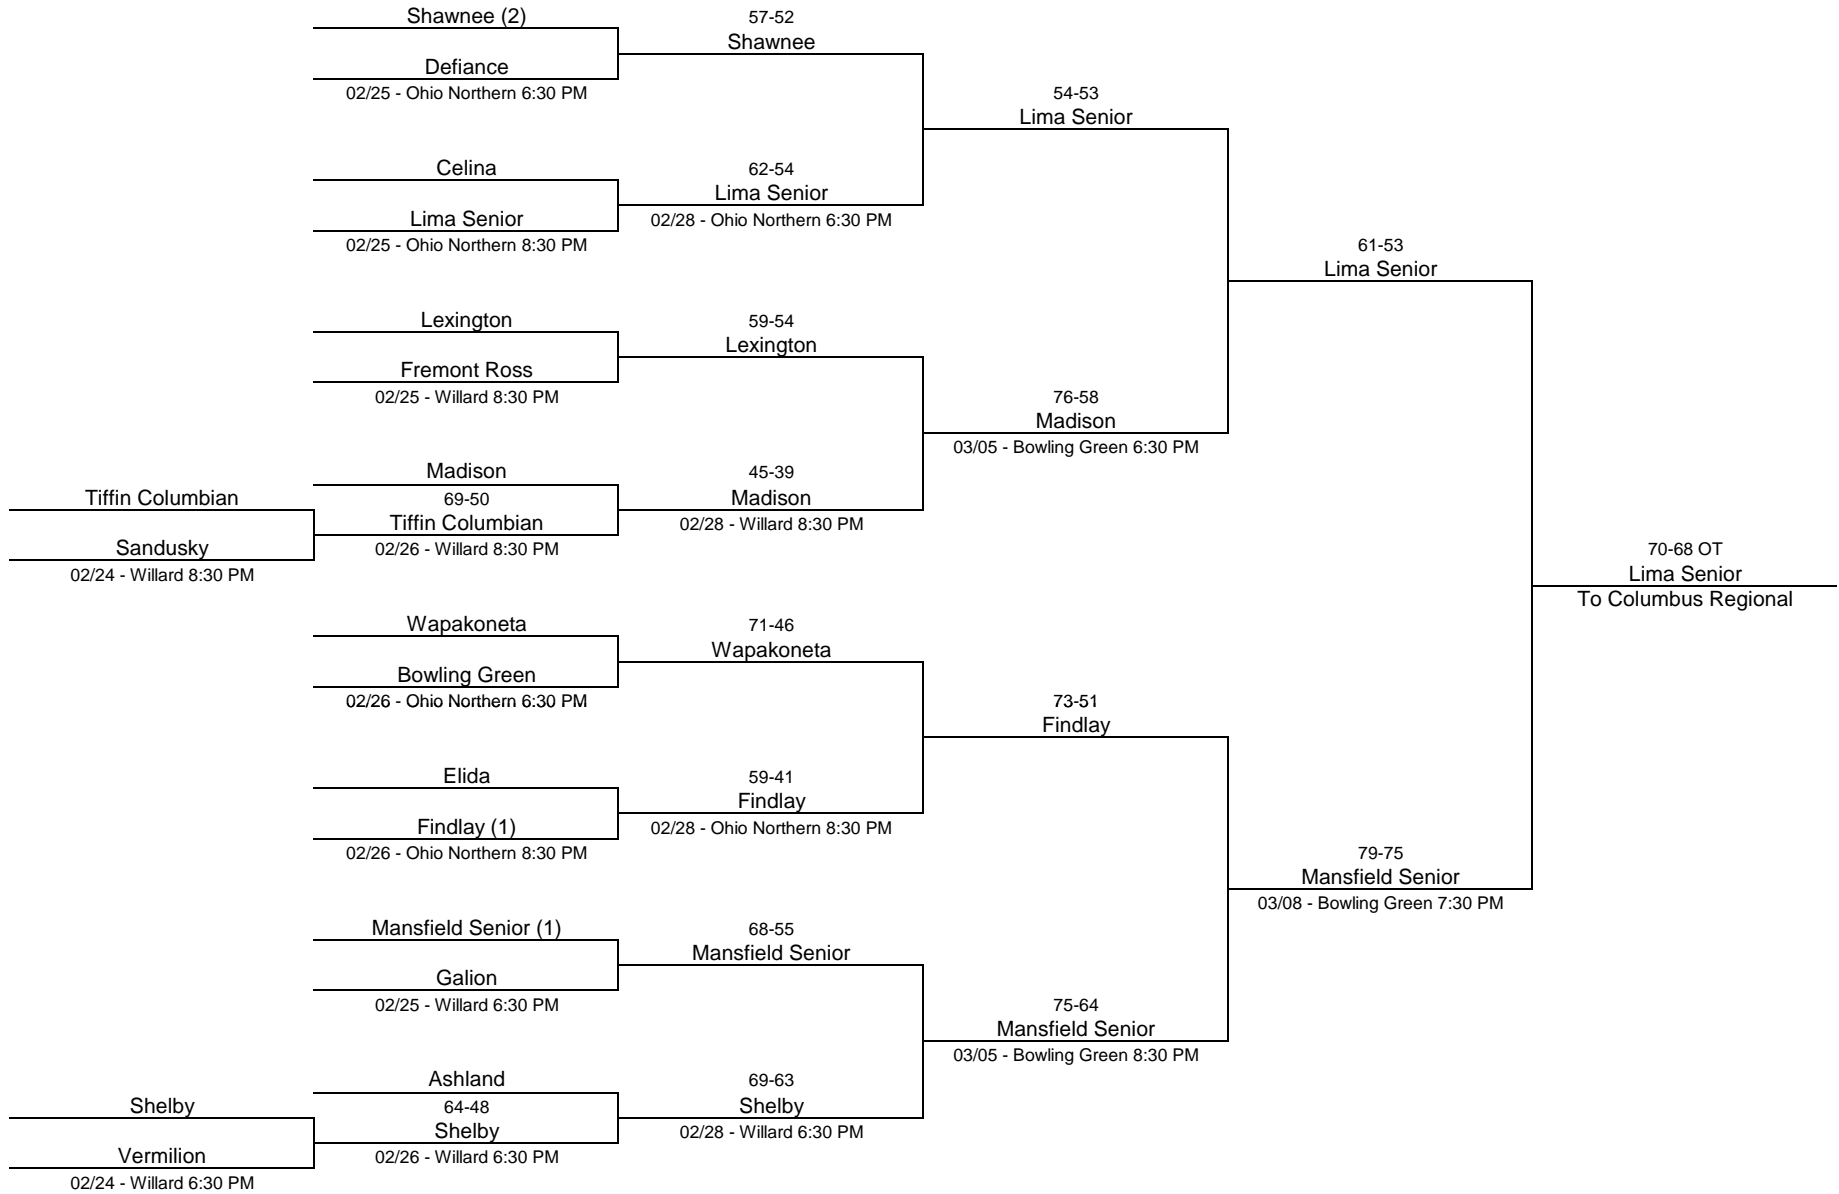 Shawnee (2)
Defiance
02/25 - Ohio Northern 6:30 PM
57-52
Shawnee
Celina
Lima Senior
02/25 - Ohio Northern 8:30 PM
62-54
Lima Senior
02/28 - Ohio Northern 6:30 PM
54-53
Lima Senior
Lexington
Fremont Ross
02/25 - Willard 8:30 PM
59-54
Lexington
Tiffin Columbian
Sandusky
02/24 - Willard 8:30 PM
Madison
69-50
Tiffin Columbian
02/26 - Willard 8:30 PM
45-39
Madison
02/28 - Willard 8:30 PM
76-58
Madison
03/05 - Bowling Green 6:30 PM
61-53
Lima Senior
Wapakoneta
Bowling Green
02/26 - Ohio Northern 6:30 PM
71-46
Wapakoneta
Elida
Findlay (1)
02/26 - Ohio Northern 8:30 PM
59-41
Findlay
02/28 - Ohio Northern 8:30 PM
73-51
Findlay
Mansfield Senior (1)
Galion
02/25 - Willard 6:30 PM
68-55
Mansfield Senior
Shelby
Vermilion
02/24 - Willard 6:30 PM
Ashland
64-48
Shelby
02/26 - Willard 6:30 PM
69-63
Shelby
02/28 - Willard 6:30 PM
75-64
Mansfield Senior
03/05 - Bowling Green 8:30 PM
79-75
Mansfield Senior
03/08 - Bowling Green 7:30 PM
70-68 OT
Lima Senior
To Columbus Regional